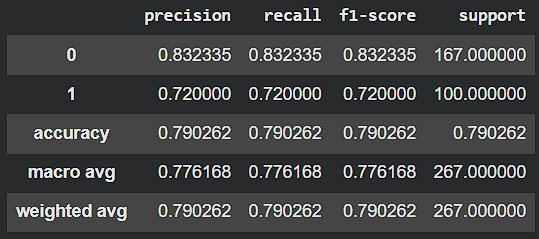 precision recall f1-score support
0 0.832335 0.832335 0.832335 167.000000
1 0.720000 0.720000 0.720000 100.000000
accuracy 0.790262 0.790262 0.790262 0.790262
macro avg 0.776168 0.776168 0.776168 267.000000
weighted avg 0.790262 0.790262 0.790262 267.000000